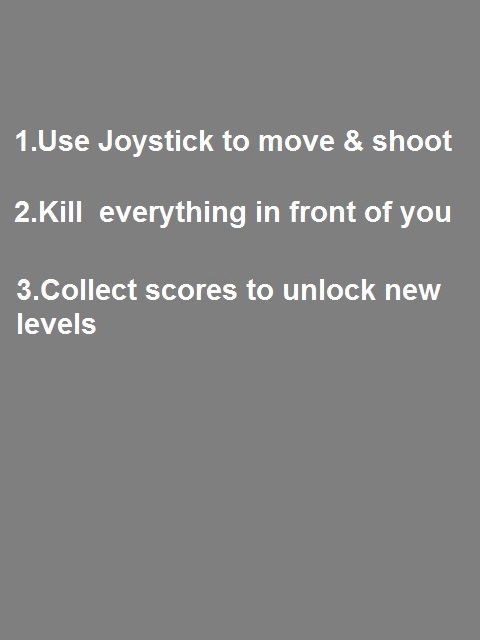 1.Use Joystick to move & shoot
2.Kill  everything in front of you
3.Collect scores to unlock new
levels